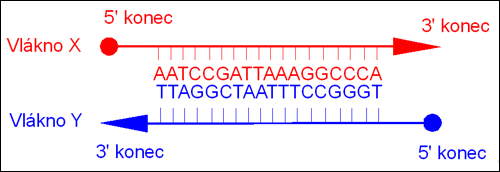 5' konec
3' konec
Vlákno X
AATCCGATTAAAGGCCCA
TTAGGCTAATTTCCGGGT
Vlákno Y
3' konec
5' konec